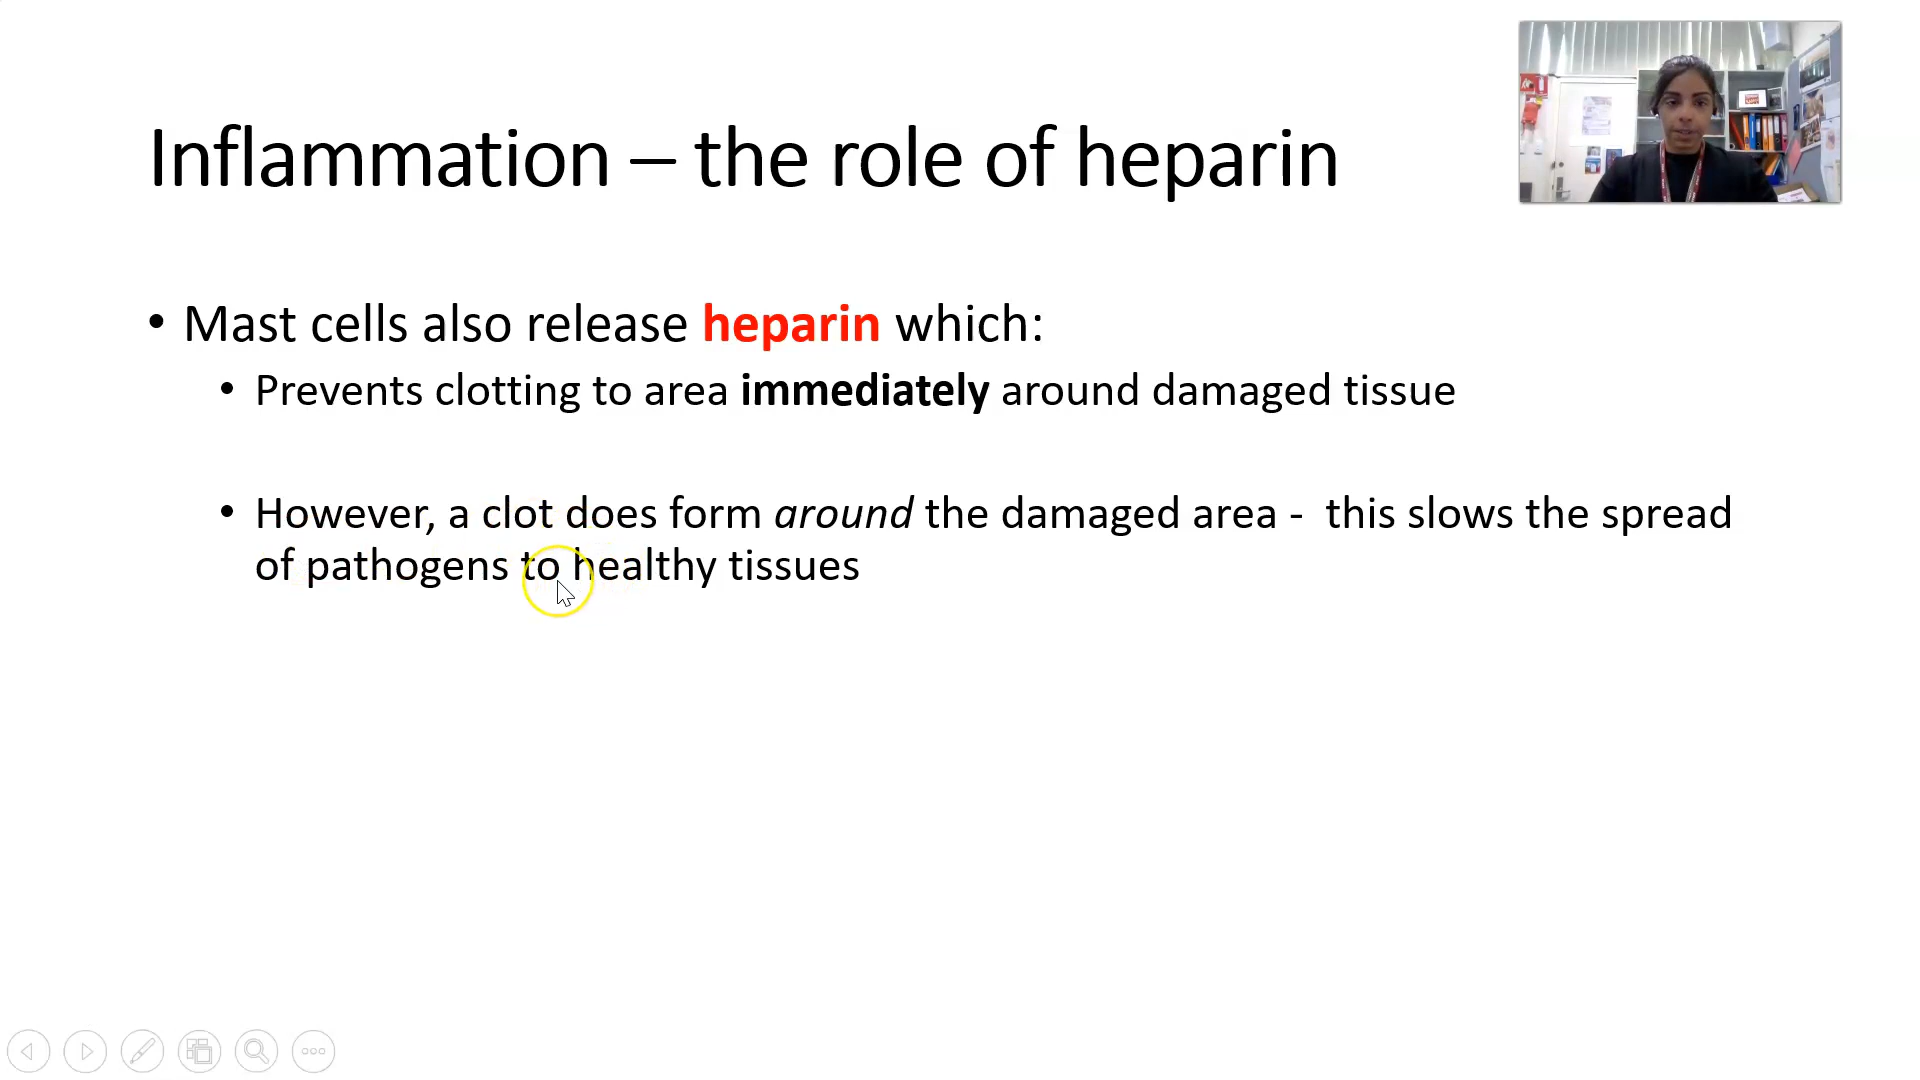 Inflammation – the role of heparin
• Mast cells also release heparin which:
• Prevents clotting to area immediately around damaged tissue
• However, a clot does form around the damaged area -  this slows the spread
of pathogens to healthy tissues